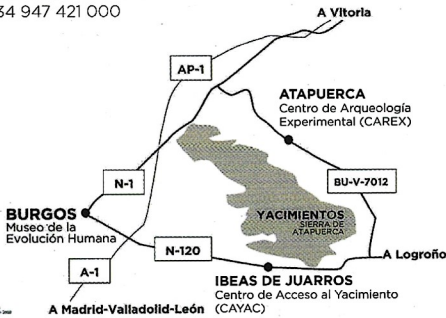 34 947 421 000
A Vitoria
AP-1
ATAPUERCA
Centro de Arqueología
Experimental (CAREX)
N-1
BU-V-7012
BURGOS
Museo de la
Evolución Humana
YACIMIENTOS
SIERRA DE
ATAPUERCA
N-120
A Logroño
A-1
IBEAS DE JUARROS
Centro de Acceso al Yacimiento
(CAYAC)
A Madrid-Valladolid-León